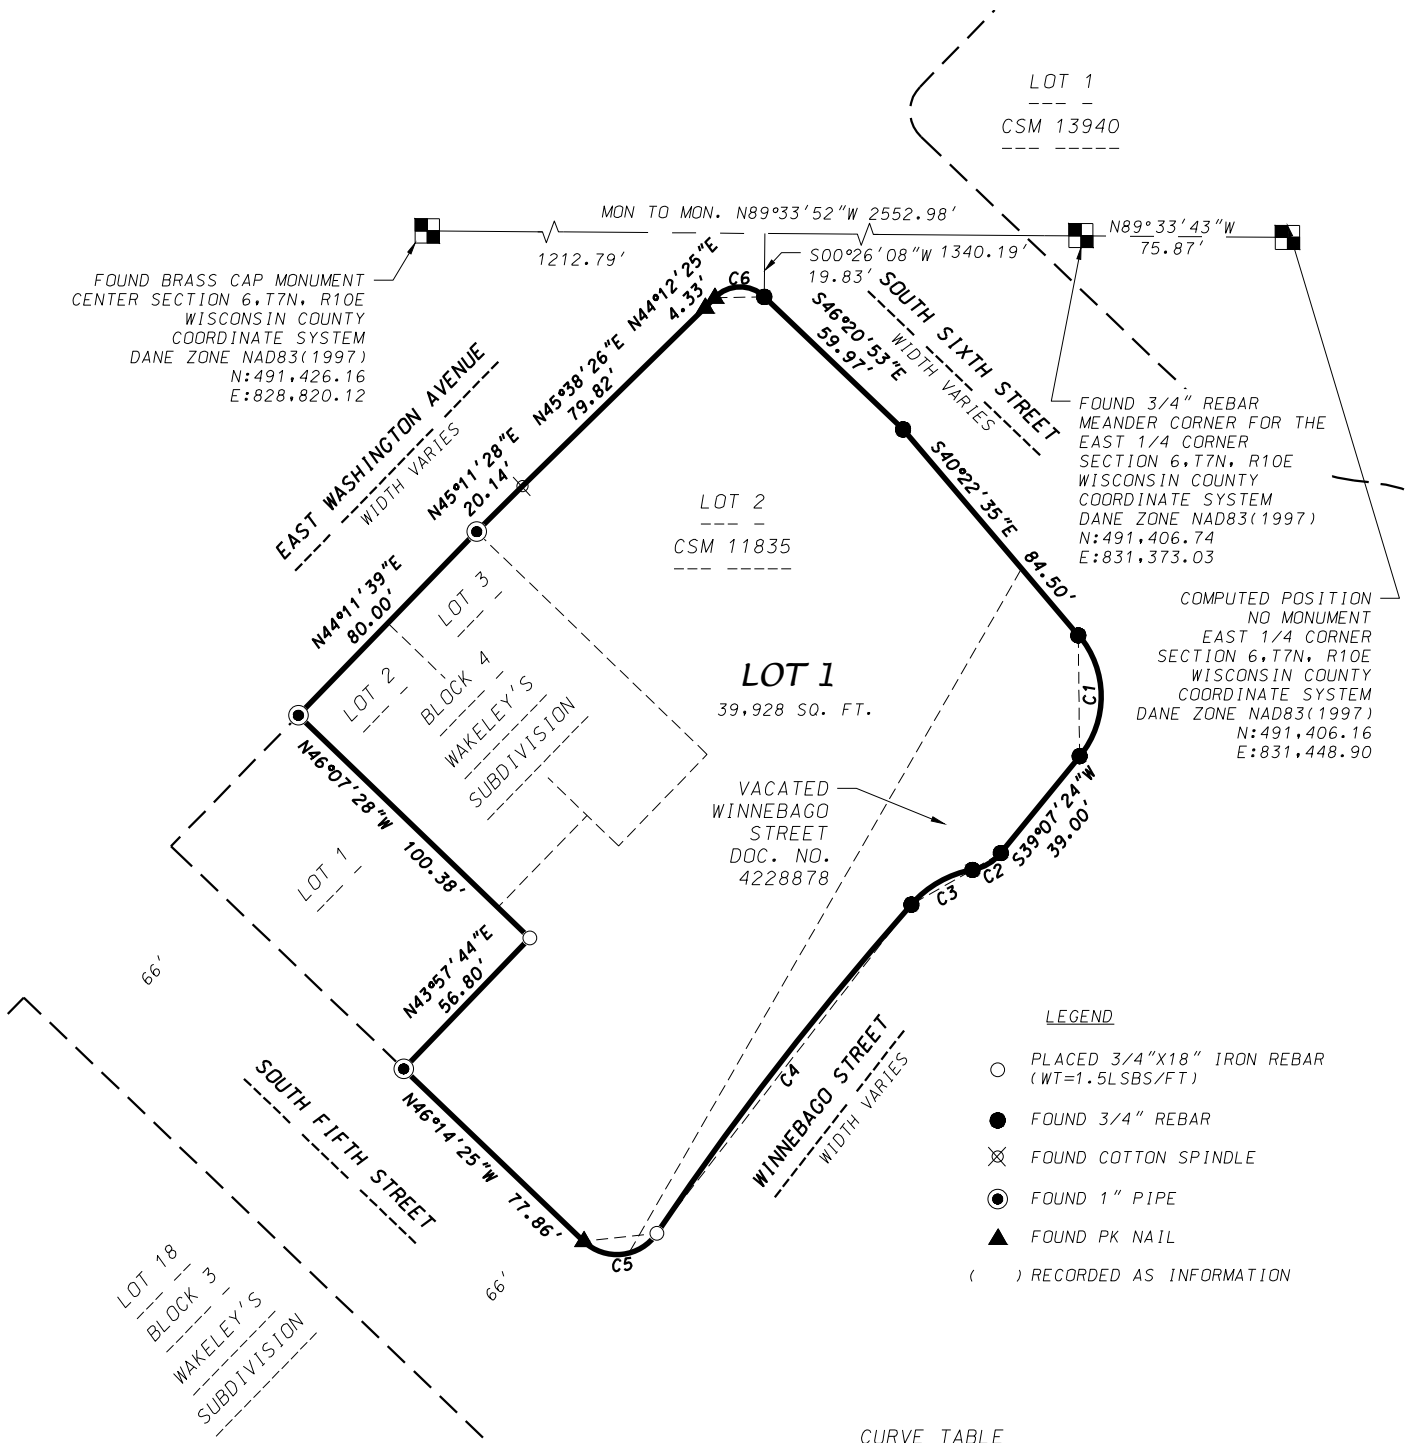 LOT 1
CSM 13940
MON TO MON. N89°33'52"W 2552.98'
1212.79'
S00°26'08"W 1340.19'
19.83'
N89°33'43"W
75.87'
FOUND BRASS CAP MONUMENT
CENTER SECTION 6,T7N, R10E
WISCONSIN COUNTY
COORDINATE SYSTEM
DANE ZONE NAD83(1997)
N:491,426.16
E:828,820.12
N44°12'25"E
4.33'
C6
S46°20'53"E
59.97'
SOUTH SIXTH STREET
WIDTH VARIES
N45°38'26"E
79.82'
EAST WASHINGTON AVENUE
WIDTH VARIES
N45°11'28"E
20.14'
FOUND 3/4" REBAR
MEANDER CORNER FOR THE
EAST 1/4 CORNER
SECTION 6,T7N, R10E
WISCONSIN COUNTY
COORDINATE SYSTEM
DANE ZONE NAD83(1997)
N:491,406.74
E:831,373.03
S40°22'35"E 84.50'
LOT 2
CSM 11835
N44°11'39"E
80.00'
LOT 3
LOT 2
BLOCK 4
WAKELEY'S
SUBDIVISION
LOT 1
39,928 SQ. FT.
C1
COMPUTED POSITION
NO MONUMENT
EAST 1/4 CORNER
SECTION 6,T7N, R10E
WISCONSIN COUNTY
COORDINATE SYSTEM
DANE ZONE NAD83(1997)
N:491,406.16
E:831,448.90
N46°07'28"W 100.38'
LOT 1
VACATED
WINNEBAGO
STREET
DOC. NO.
4228878
S39°07'24"W
39.00'
C2
C3
N43°57'44"E
56.80'
66'
SOUTH FIFTH STREET
N46°14'25"W 77.86'
C4
WINNEBAGO STREET
WIDTH VARIES
C5
66'
LOT 18
BLOCK 3
WAKELEY'S
SUBDIVISION
LEGEND
PLACED 3/4"X18" IRON REBAR
(WT=1.5LSBS/FT)
FOUND 3/4" REBAR
FOUND COTTON SPINDLE
FOUND 1" PIPE
FOUND PK NAIL
( ) RECORDED AS INFORMATION
CURVE TABLE